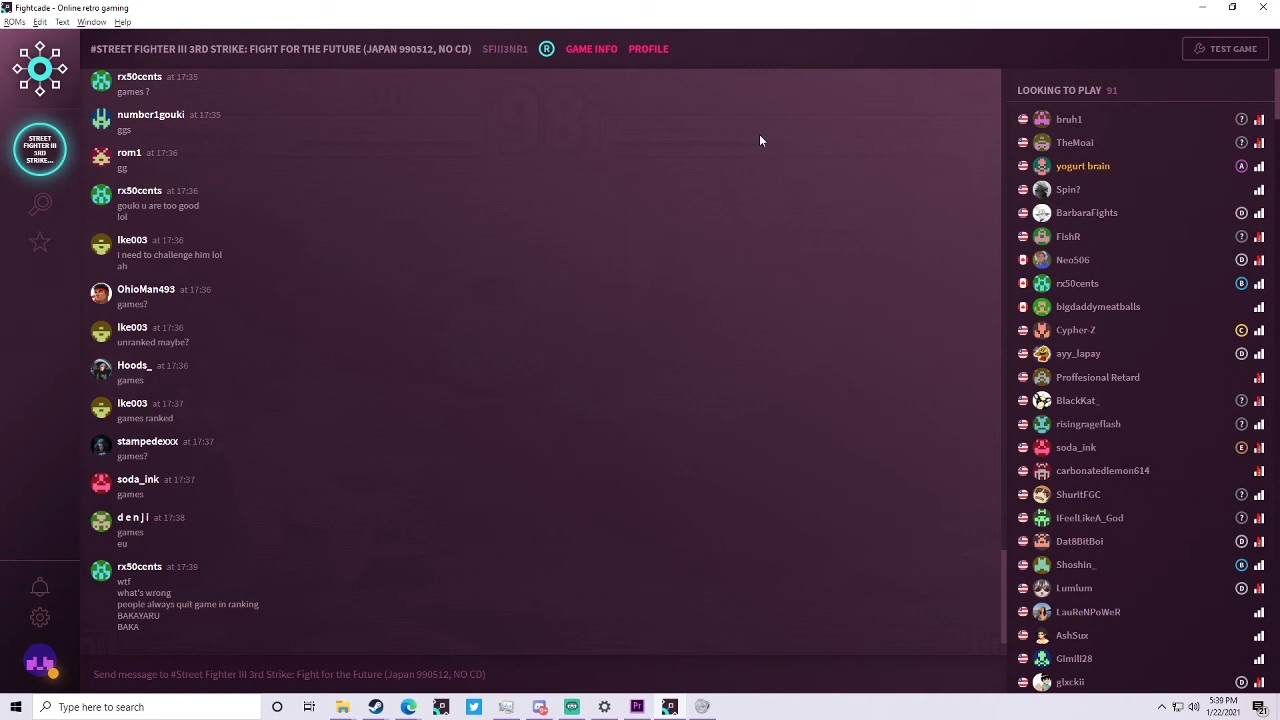 Fightcade - Online retro gaming
ROMs Edit Window Help
#STREET FIGHTER III 3RD STRIKE: FIGHT FOR THE FUTURE (JAPAN 990512, NO CD) SFIII3NR1 R GAME INFO PROFILE
TEST GAME
STREET
FIGHTER III
3RD
STRIKE...
rx50cents at 17:35
games ?
number1gouki at 17:35
ggs
rom1 at 17:36
gg
rx50cents at 17:36
gouki u are too good
lol
Ike003 at 17:36
I need to challenge him lol
ah
OhioMan493 at 17:36
games?
Ike003 at 17:36
unranked maybe?
Hoods_ at 17:36
games
Ike003 at 17:37
games ranked
stampedexxx at 17:37
games?
soda_ink at 17:37
games
d e n j i at 17:38
games
eu
rx50cents at 17:39
wtf
what's wrong
people always quit game in ranking
BAKAYARU
BAKA
Send message to #Street Fighter III 3rd Strike: Fight for the Future (Japan 990512, NO CD)
LOOKING TO PLAY 91
bruh1 ?
TheMoai ?
yogurt brain A
Spin?
BarbaraFights D
FishR ?
Neo506 D
rx50cents B
bigdaddymeatballs
Cypher-Z C
ayy_lapay D
Proffesional Retard
BlackKat_ ?
risingrageflash ?
soda_ink E
carbonatedlemon614
ShuritFGC ?
IFeelLikeA_God ?
Dat8BitBoi D
Shoshin_ B
Lumlum D
LauReNPoWeR
AshSux
Gimili28
glxckii D
Type here to search
Pr
5:39 PM
1/22/2021